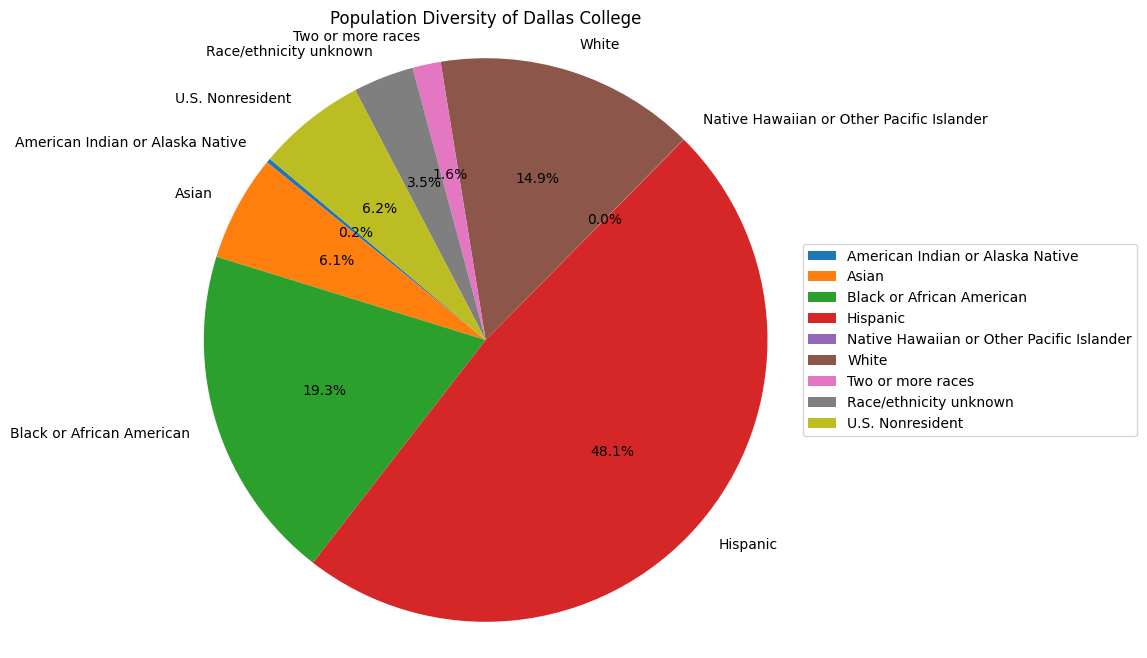 Population Diversity of Dallas College
Two or more races
White
Race/ethnicity unknown
U.S. Nonresident
Native Hawaiian or Other Pacific Islander
American Indian or Alaska Native
Asian
Black or African American
Hispanic
1.6%
14.9%
3.5%
6.2%
0.0%
0.2%
6.1%
19.3%
48.1%
American Indian or Alaska Native
Asian
Black or African American
Hispanic
Native Hawaiian or Other Pacific Islander
White
Two or more races
Race/ethnicity unknown
U.S. Nonresident